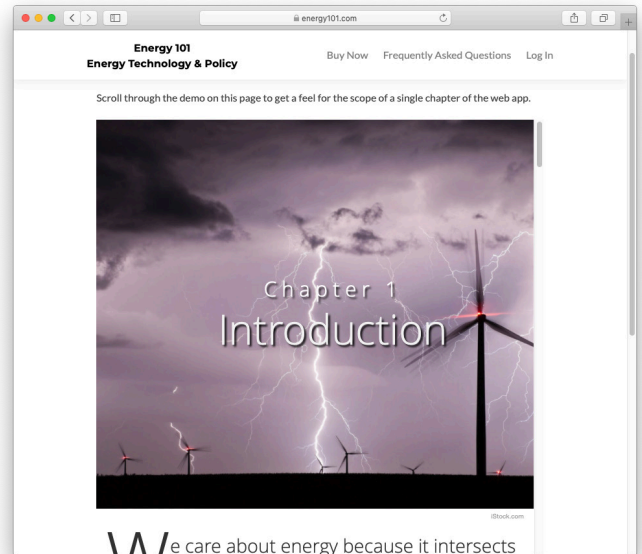 energy101.com
Energy 101
Energy Technology & Policy
Buy Now Frequently Asked Questions Log In
Scroll through the demo on this page to get a feel for the scope of a single chapter of the web app.
Chapter 1
Introduction
iStock.com
We care about energy because it intersects